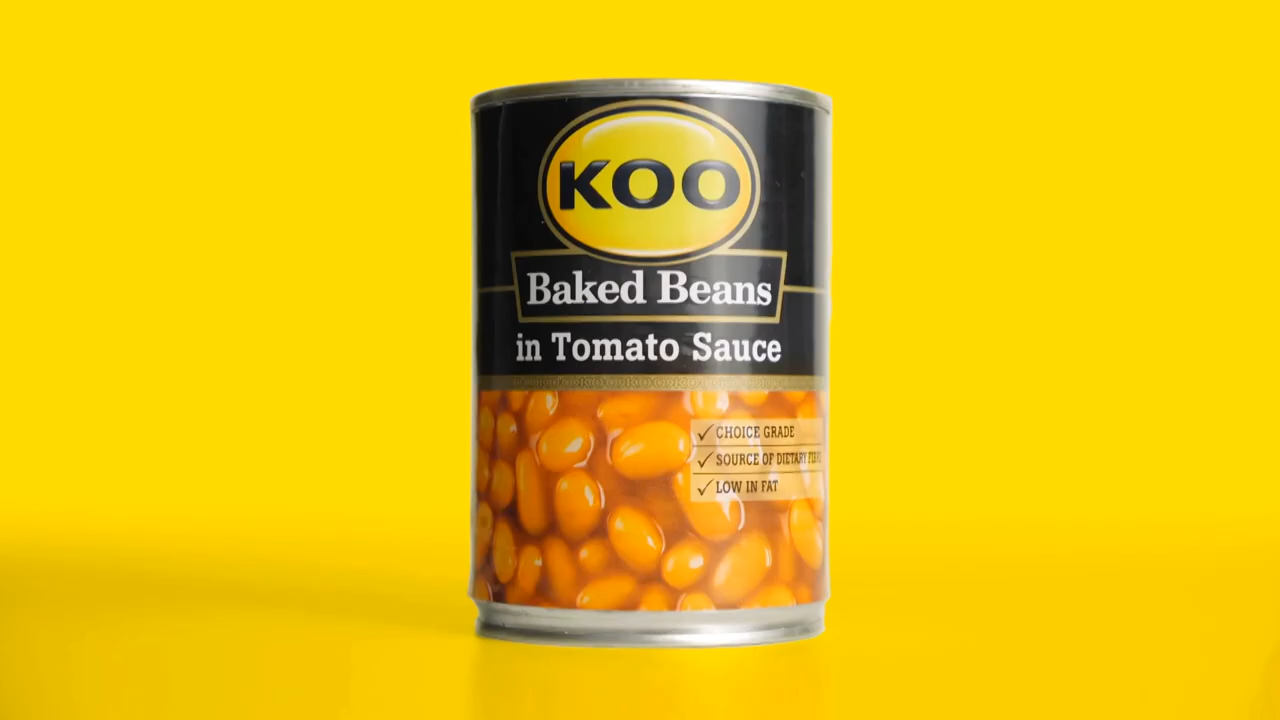 KOO
Baked Beans
in Tomato Sauce
CHOICE GRADE
SOURCE OF DIETARY
LOW IN FAT